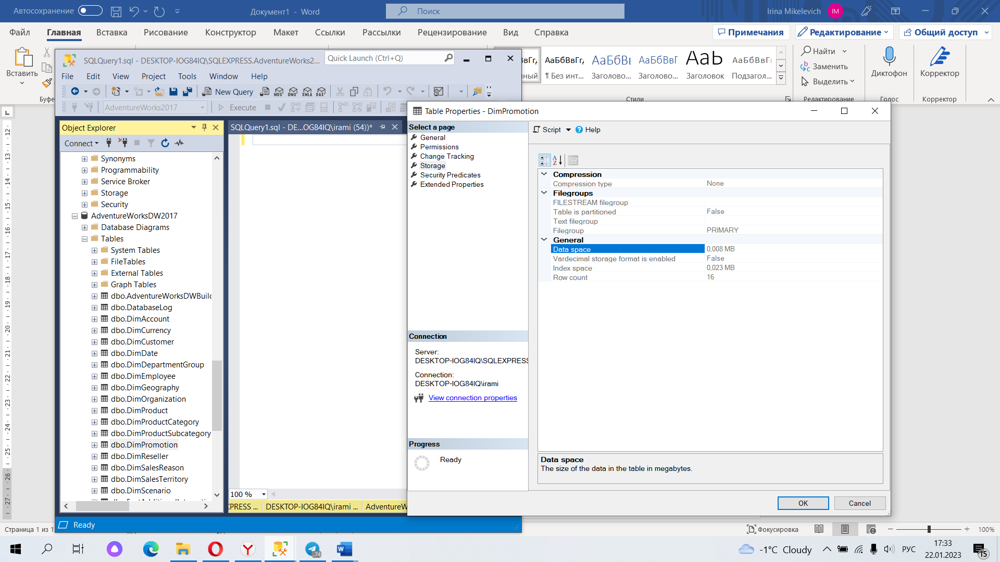 Автосохранение
Документ1 - Word
Поиск
Irina Mikelevich
IM
Файл Главная Вставка Рисование Конструктор Макет Ссылки Рассылки Рецензирование Вид Справка
Примечания
Редактирование
Общий доступ
Вставить
Буфе
¶ Без инт...
Заголово...
Заголово...
Заголовок
Подзагол...
Стили
Найти
Заменить
Выделить
Редактирование
Диктофон
Голос
Корректор
Корректор
SQLQuery1.sql - DESKTOP-IOG84IQ\SQLEXPRESS.AdventureWorks2...
Quick Launch (Ctrl+Q)
File Edit View Project Tools Window Help
New Query
AdventureWorks2017
Execute
Object Explorer
Connect
Synonyms
Programmability
Service Broker
Storage
Security
AdventureWorksDW2017
Database Diagrams
Tables
System Tables
FileTables
External Tables
Graph Tables
dbo.AdventureWorksDWBuild
dbo.DatabaseLog
dbo.DimAccount
dbo.DimCurrency
dbo.DimCustomer
dbo.DimDate
dbo.DimDepartmentGroup
dbo.DimEmployee
dbo.DimGeography
dbo.DimOrganization
dbo.DimProduct
dbo.DimProductCategory
dbo.DimProductSubcategory
dbo.DimPromotion
dbo.DimReseller
dbo.DimSalesReason
dbo.DimSalesTerritory
dbo.DimScenario
SQLQuery1.sql - DE...OG84IQ\irami (54))*
100 %
XPRESS ... DESKTOP-IOG84IQ\irami ... AdventureW
Ready
Table Properties - DimPromotion
Select a page
General
Permissions
Change Tracking
Storage
Security Predicates
Extended Properties
Connection
Server:
DESKTOP-IOG84IQ\SQLEXPRESS
Connection:
DESKTOP-IOG84IQ\irami
View connection properties
Progress
Ready
Script
Help
Compression
Compression type None
Filegroups
FILESTREAM filegroup
Table is partitioned False
Text filegroup
Filegroup PRIMARY
General
Data space 0,008 MB
Vardecimal storage format is enabled False
Index space 0,023 MB
Row count 16
Data space
The size of the data in the table in megabytes.
OK
Cancel
Страница 1 из 1
Фокусировка
100%
-1°C Cloudy
РУС
17:33
22.01.2023
15